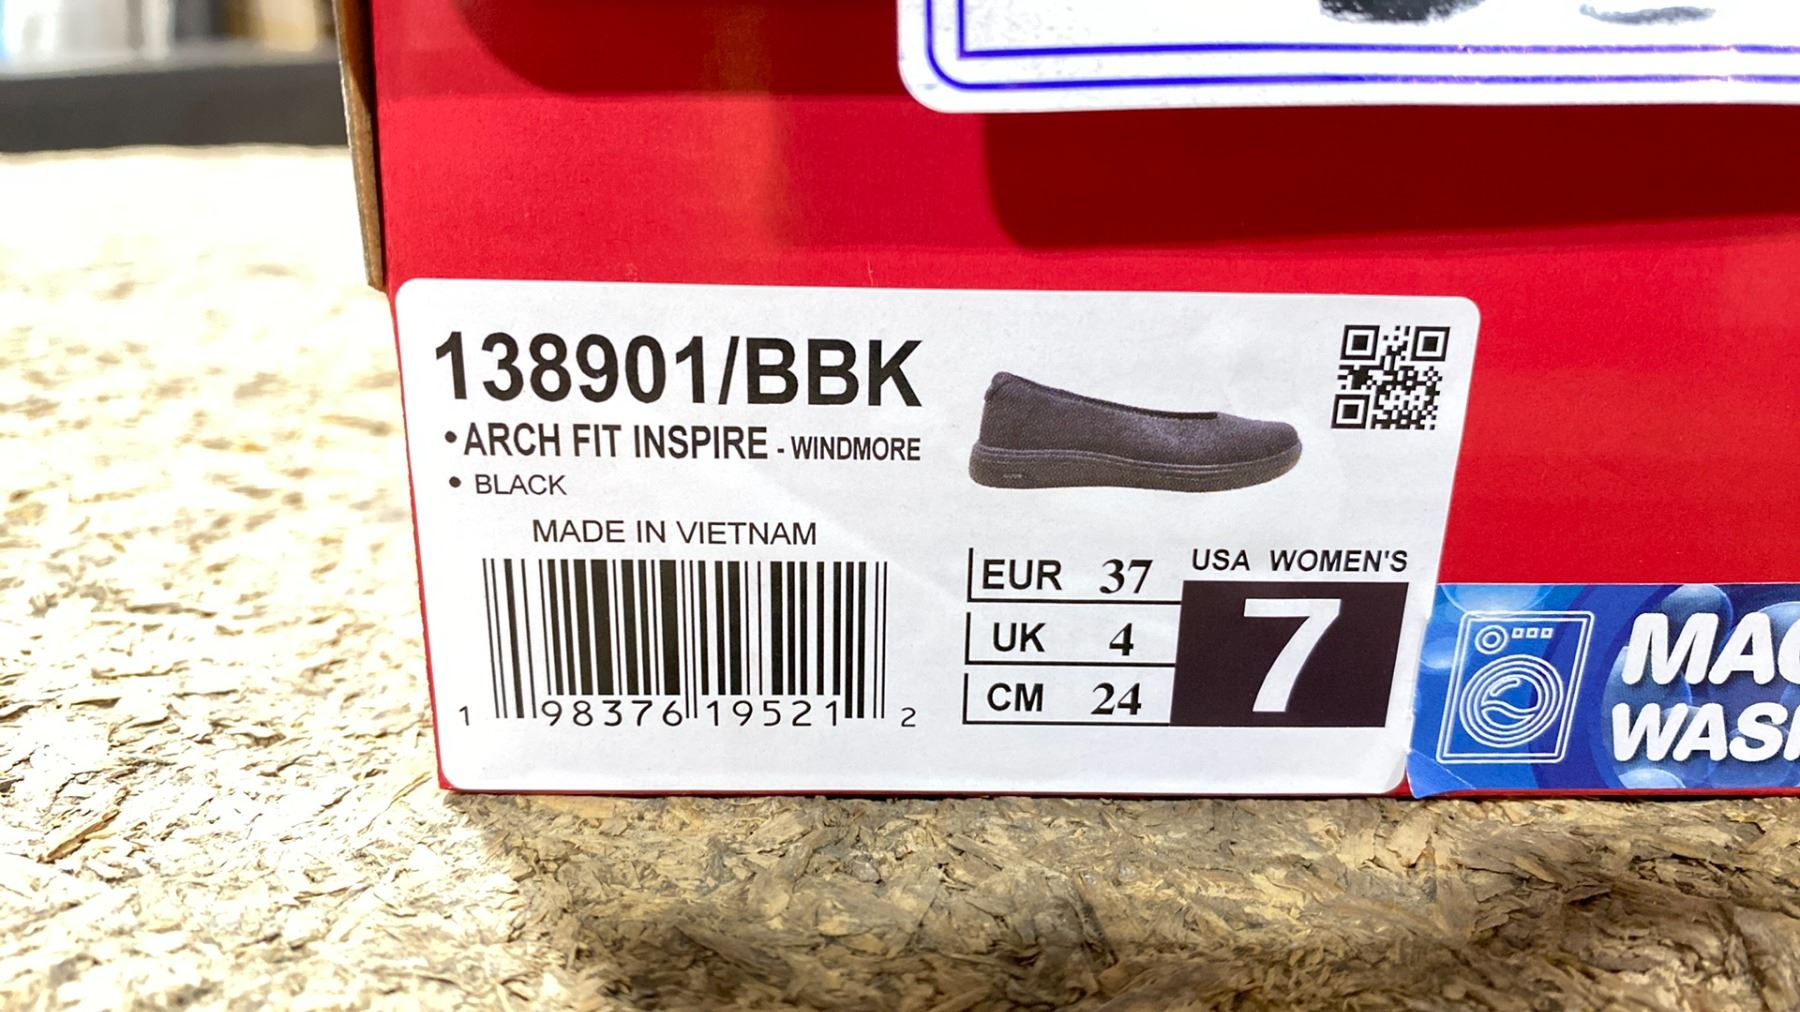 138901/BBK
• ARCH FIT INSPIRE - WINDMORE
• BLACK
MADE IN VIETNAM
1 98376 19521 2
EUR 37
UK 4
CM 24
USA WOMEN'S
7